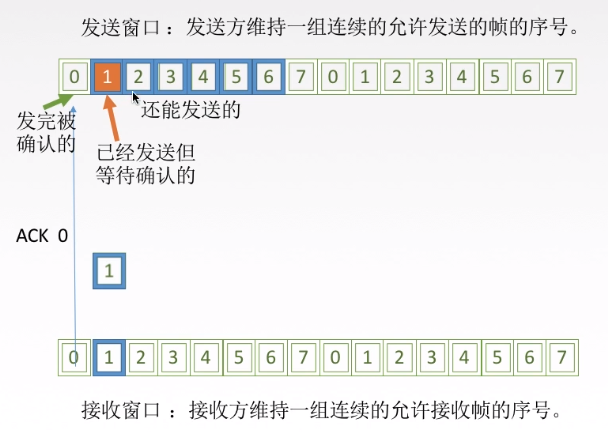 发送窗口：发送方维持一组连续的允许发送的帧的序号。
0 1 2 3 4 5 6 7 0 1 2 3 4 5 6 7
还能发送的
发完被
确认的
已经发送但
等待确认的
ACK 0
1
0 1 2 3 4 5 6 7 0 1 2 3 4 5 6 7
接收窗口：接收方维持一组连续的允许接收帧的序号。